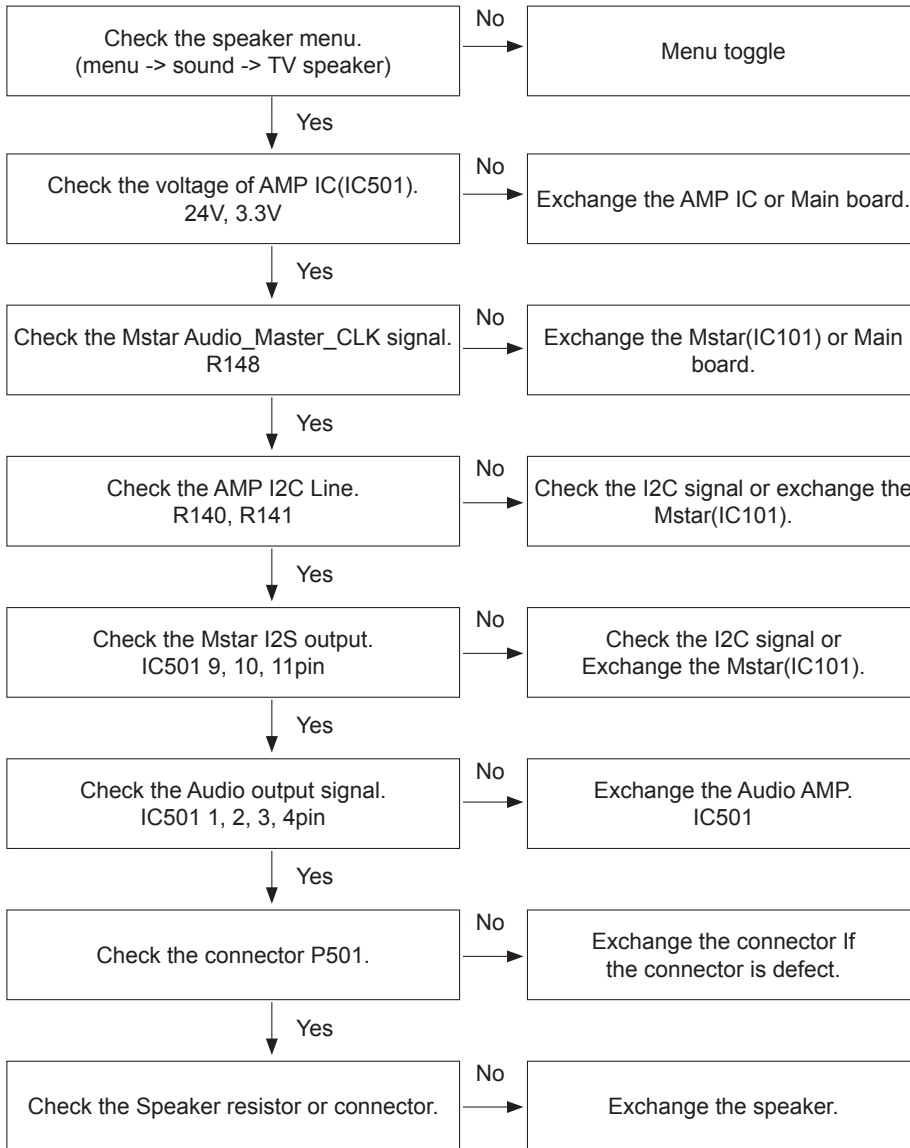 Check the speaker menu.
(menu -> sound -> TV speaker)
No
Menu toggle
Yes
Check the voltage of AMP IC(IC501).
24V, 3.3V
No
Exchange the AMP IC or Main board.
Yes
Check the Mstar Audio_Master_CLK signal.
R148
No
Exchange the Mstar(IC101) or Main
board.
Yes
Check the AMP I2C Line.
R140, R141
No
Check the I2C signal or exchange the
Mstar(IC101).
Yes
Check the Mstar I2S output.
IC501 9, 10, 11pin
No
Check the I2C signal or
Exchange the Mstar(IC101).
Yes
Check the Audio output signal.
IC501 1, 2, 3, 4pin
No
Exchange the Audio AMP.
IC501
Yes
Check the connector P501.
No
Exchange the connector If
the connector is defect.
Yes
Check the Speaker resistor or connector.
No
Exchange the speaker.